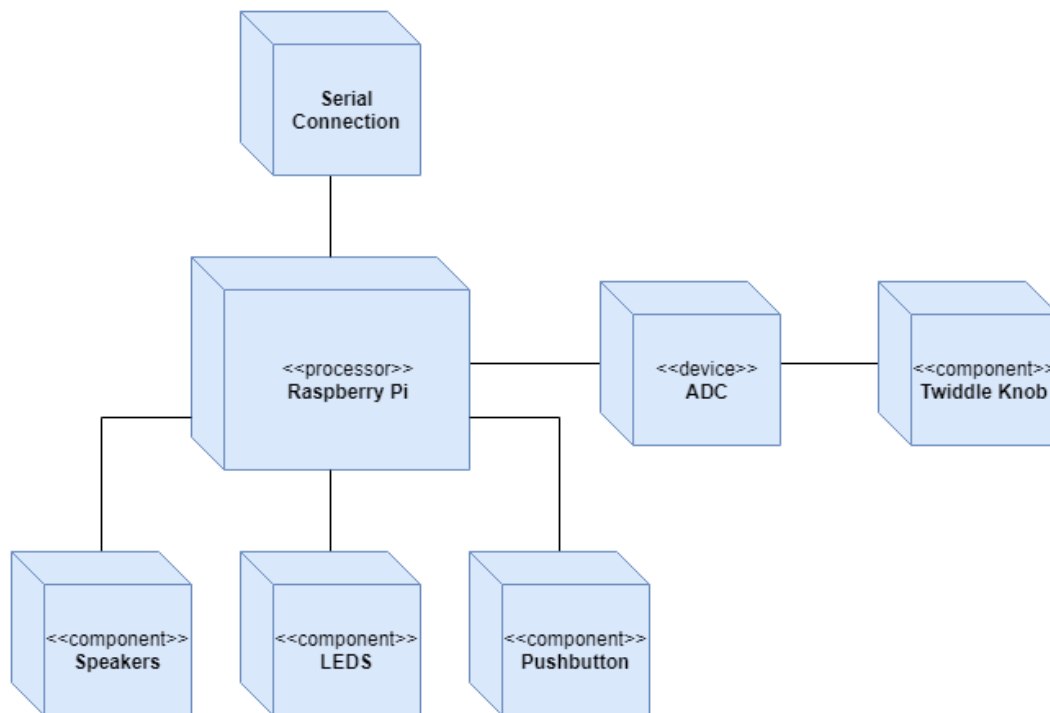 Serial
Connection
<<processor>>
Raspberry Pi
<<device>>
ADC
<<component>>
Twiddle Knob
<<component>>
Speakers
<<component>>
LEDS
<<component>>
Pushbutton